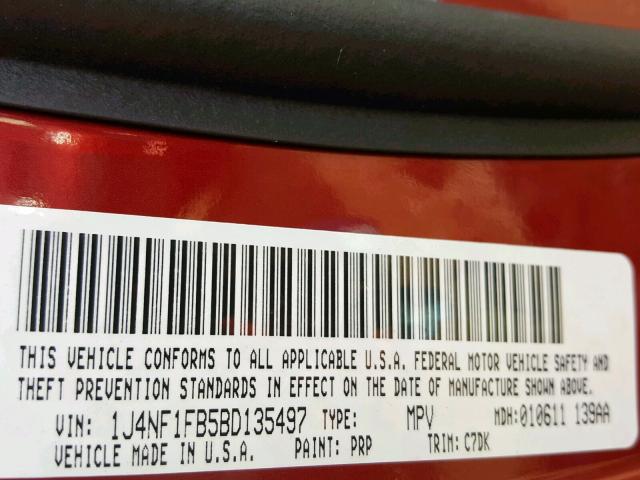 THIS VEHICLE CONFORMS TO ALL APPLICABLE U.S.A. FEDERAL MOTOR VEHICLE SAFETY AND
THEFT PREVENTION STANDARDS IN EFFECT ON THE DATE OF MANUFACTURE SHOWN ABOVE.
VIN: 1J4NF1FB5BD135497 TYPE: MPV MDH:010611 139AA
VEHICLE MADE IN U.S.A. PAINT: PRP TRIM: C7DK